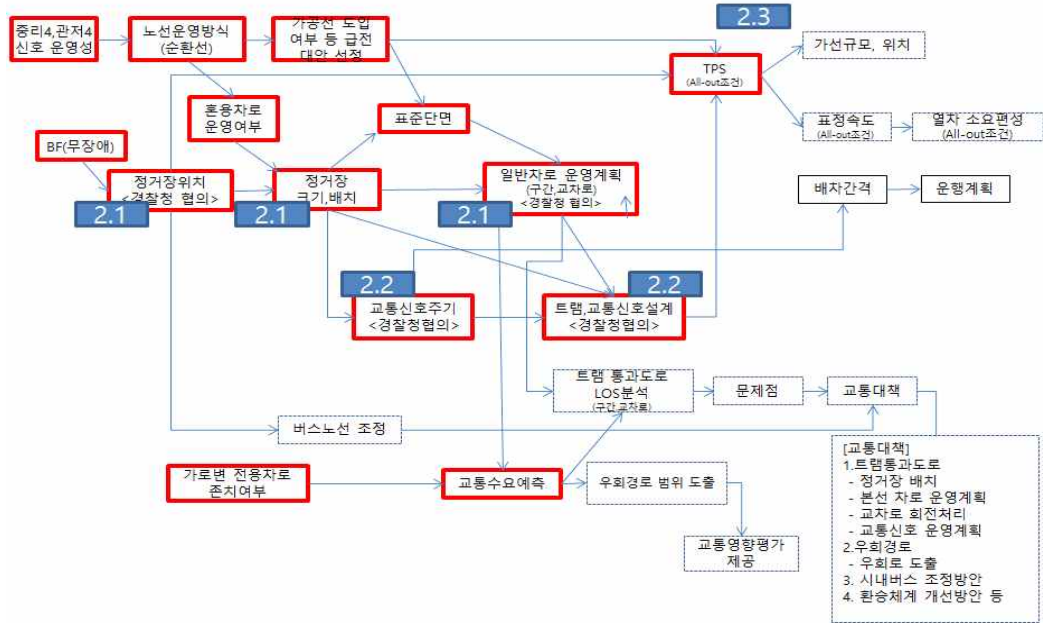 2.3
중리4,관저4
신호 운영성
노선운영방식
(순환선)
가공선 도입
여부 등 급전
대안 선정
TPS
(All-out조건)
가선규모, 위치
표정속도
(All-out조건)
열차 소요편성
(All-out조건)
혼용차로
운영여부
표준단면
BF(무장애)
정거장위치
<경찰청 협의>
2.1
정거장
크기,배치
2.1
일반차로 운영계획
(구간,교차로)
<경찰청 협의>
2.1
배차간격
운행계획
2.2
교통신호주기
<경찰청협의>
2.2
트램,교통신호설계
<경찰청협의>
트램 통과도로
LOS분석
(구간,교차로)
문제점
교통대책
버스노선 조정
가로변 전용차로
존치여부
교통수요예측
우회경로 범위 도출
교통영향평가
제공
[교통대책]
1.트램통과도로
- 정거장 배치
- 본선 차로 운영계획
- 교차로 회전처리
- 교통신호 운영계획
2.우회경로
- 우회로 도출
3. 시내버스 조정방안
4. 환승체계 개선방안 등